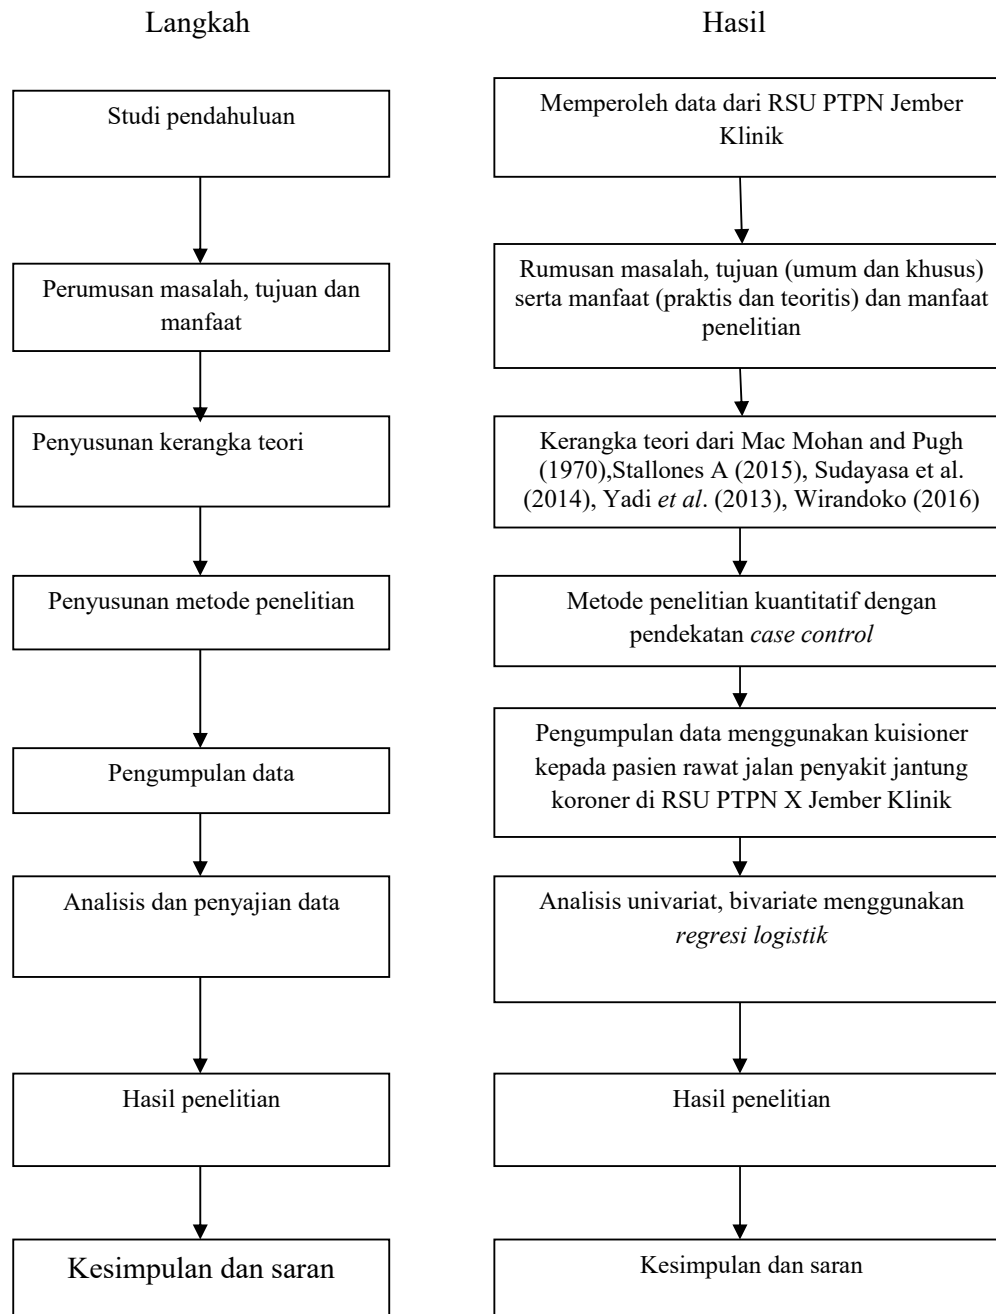 Langkah
Hasil
Studi pendahuluan
Memperoleh data dari RSU PTPN Jember
Klinik
Perumusan masalah, tujuan dan
manfaat
Rumusan masalah, tujuan (umum dan khusus)
serta manfaat (praktis dan teoritis) dan manfaat
penelitian
Penyusunan kerangka teori
Kerangka teori dari Mac Mohan and Pugh
(1970),Stallones A (2015), Sudayasa et al.
(2014), Yadi et al. (2013), Wirandoko (2016)
Penyusunan metode penelitian
Metode penelitian kuantitatif dengan
pendekatan case control
Pengumpulan data
Pengumpulan data menggunakan kuisioner
kepada pasien rawat jalan penyakit jantung
koroner di RSU PTPN X Jember Klinik
Analisis dan penyajian data
Analisis univariat, bivariate menggunakan
regresi logistik
Hasil penelitian
Hasil penelitian
Kesimpulan dan saran
Kesimpulan dan saran